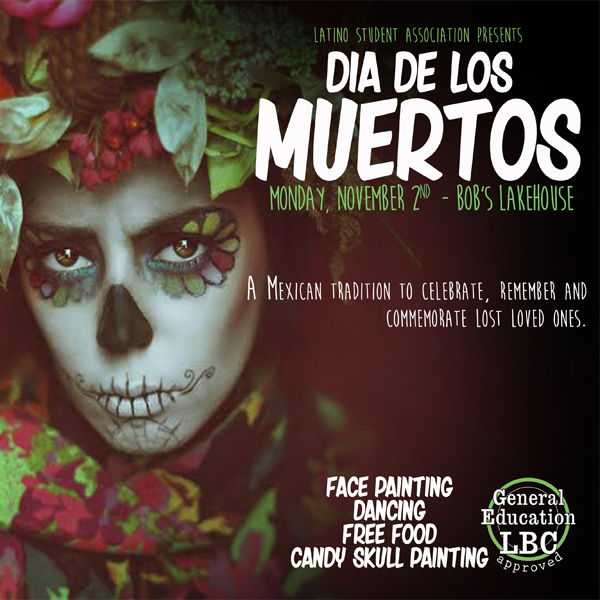 LATINO STUDENT ASSOCIATION PRESENTS
DIA DE LOS
MUERTOS
MONDAY, NOVEMBER 2ND - BOB'S LAKEHOUSE
A MEXICAN TRADITION TO CELEBRATE, REMEMBER AND
COMMEMORATE LOST LOVED ONES.
FACE PAINTING
DANCING
FREE FOOD
CANDY SKULL PAINTING
General
Education
LBC
approved